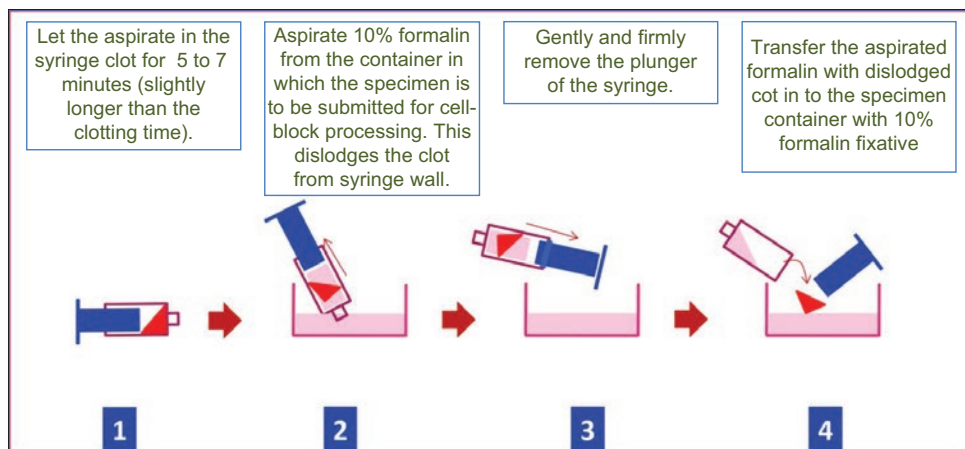 Let the aspirate in the
syringe clot for 5 to 7
minutes (slightly
longer than the
clotting time).
Aspirate 10% formalin
from the container in
which the specimen is
to be submitted for cell-
block processing. This
dislodges the clot
from syringe wall.
Gently and firmly
remove the plunger
of the syringe.
Transfer the aspirated
formalin with dislodged
cot in to the specimen
container with 10%
formalin fixative
1
2
3
4